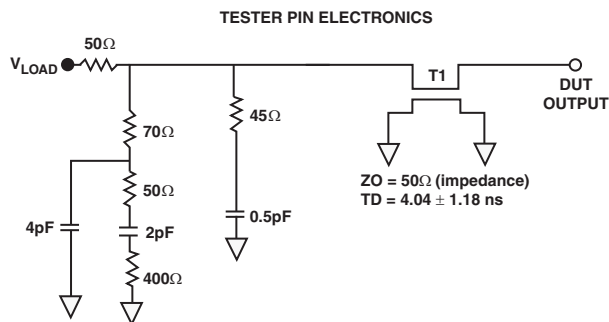 TESTER PIN ELECTRONICS
50Ω
VLOAD
T1
DUT
OUTPUT
70Ω
45Ω
50Ω
ZO = 50Ω (impedance)
TD = 4.04 ± 1.18 ns
4pF
2pF
0.5pF
400Ω